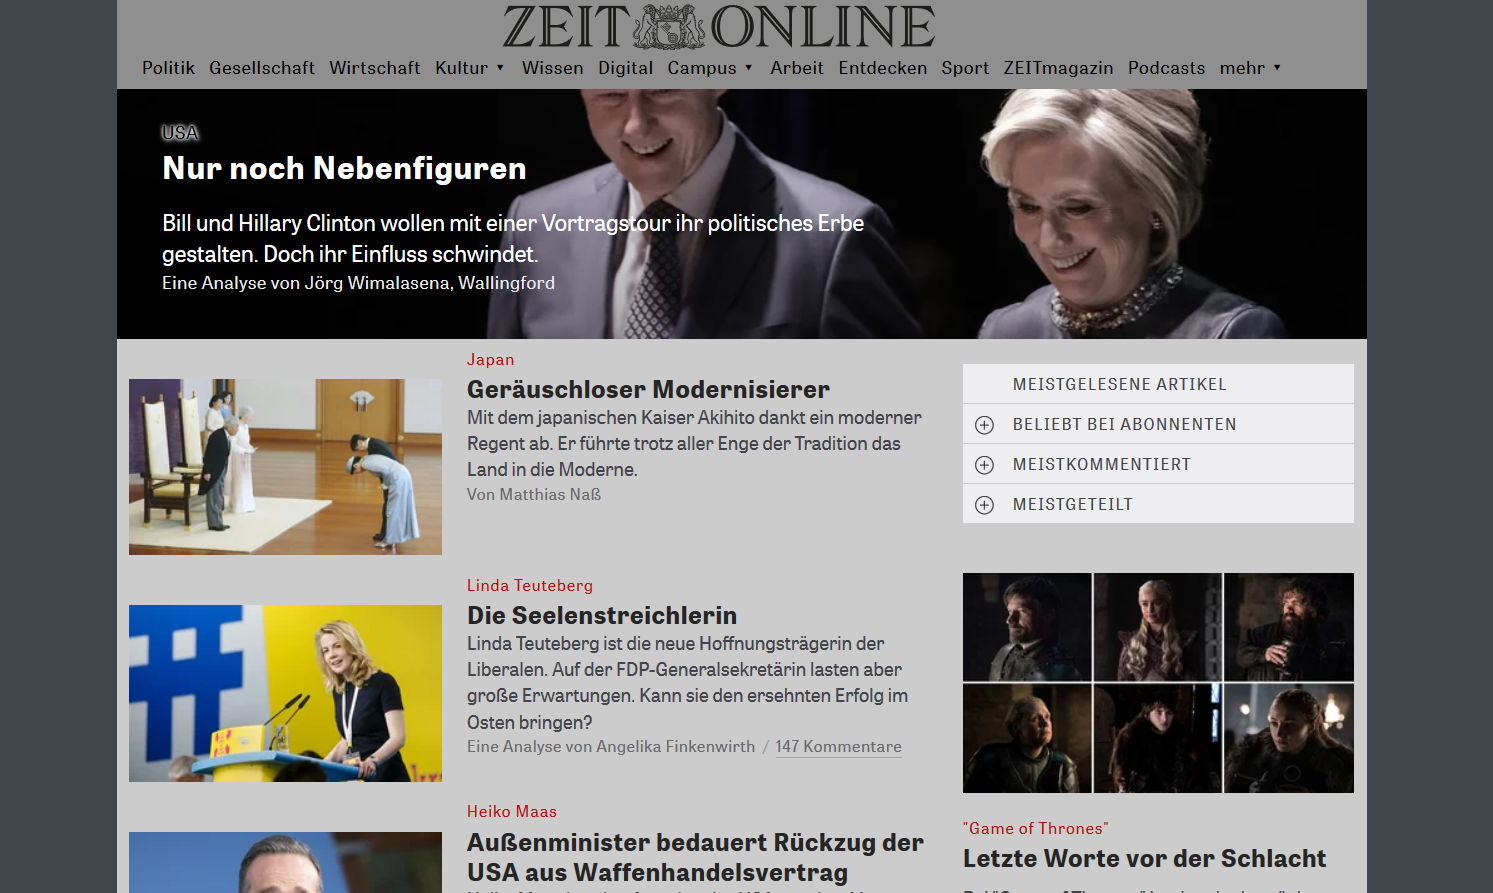 ZEIT ONLINE
Politik Gesellschaft Wirtschaft Kultur ▼ Wissen Digital Campus ▼ Arbeit Entdecken Sport ZEITmagazin Podcasts mehr ▼
USA
Nur noch Nebenfiguren
Bill und Hillary Clinton wollen mit einer Vortragstour ihr politisches Erbe
gestalten. Doch ihr Einfluss schwindet.
Eine Analyse von Jörg Wimalasena, Wallingford
Japan
Geräuschloser Modernisierer
Mit dem japanischen Kaiser Akihito dankt ein moderner
Regent ab. Er führte trotz aller Enge der Tradition das
Land in die Moderne.
Von Matthias Naß
Linda Teuteberg
Die Seelenstreichlerin
Linda Teuteberg ist die neue Hoffnungsträgerin der
Liberalen. Auf der FDP-Generalsekretärin lasten aber
große Erwartungen. Kann sie den ersehnten Erfolg im
Osten bringen?
Eine Analyse von Angelika Finkenwirth / 147 Kommentare
Heiko Maas
Außenminister bedauert Rückzug der
USA aus Waffenhandelsvertrag
MEISTGELESENE ARTIKEL
BELIEBT BEI ABONNENTEN
MEISTKOMMENTIERT
MEISTGETEILT
"Game of Thrones"
Letzte Worte vor der Schlacht